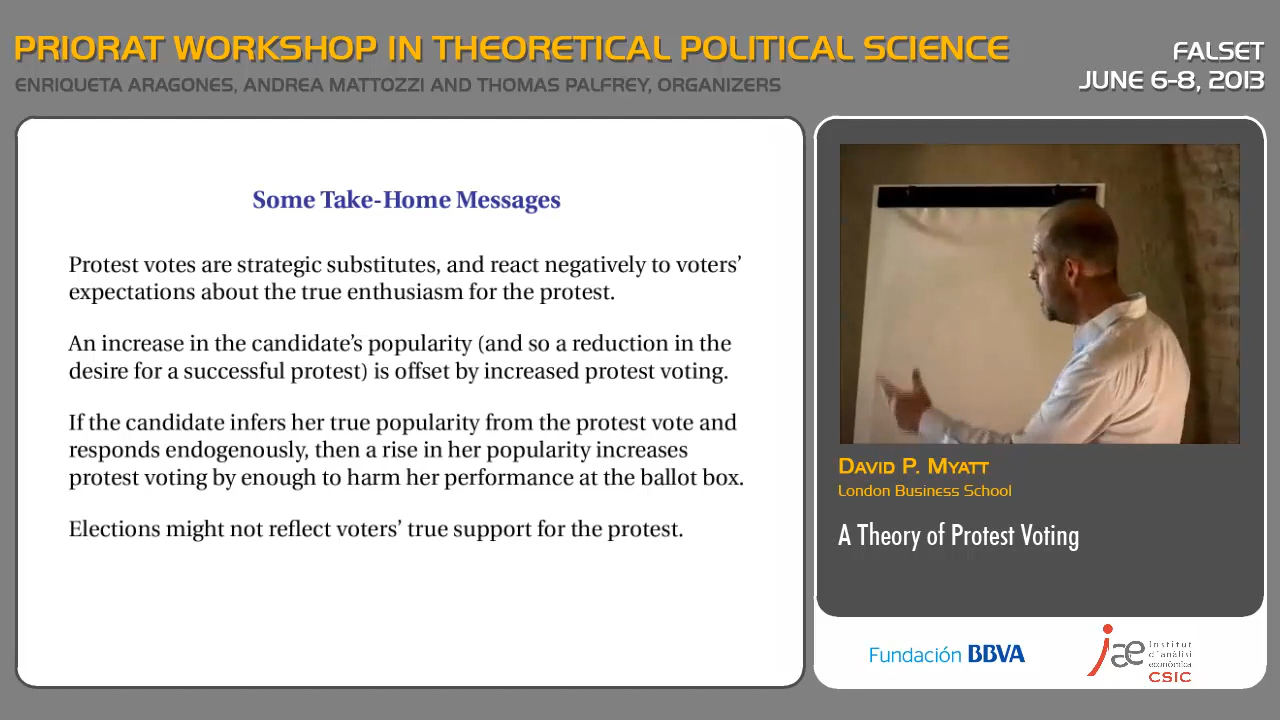 PRIORAT WORKSHOP IN THEORETICAL POLITICAL SCIENCE
ENRIQUETA ARAGONES, ANDREA MATTOZZI AND THOMAS PALFREY, ORGANIZERS
FALSET
JUNE 6-8, 2013
Some Take-Home Messages
Protest votes are strategic substitutes, and react negatively to voters’
expectations about the true enthusiasm for the protest.
An increase in the candidate’s popularity (and so a reduction in the
desire for a successful protest) is offset by increased protest voting.
If the candidate infers her true popularity from the protest vote and
responds endogenously, then a rise in her popularity increases
protest voting by enough to harm her performance at the ballot box.
Elections might not reflect voters’ true support for the protest.
DAVID P. MYATT
London Business School
A Theory of Protest Voting
Fundación BBVA
iae
Institut
d'anàlisi
econòmica
CSIC